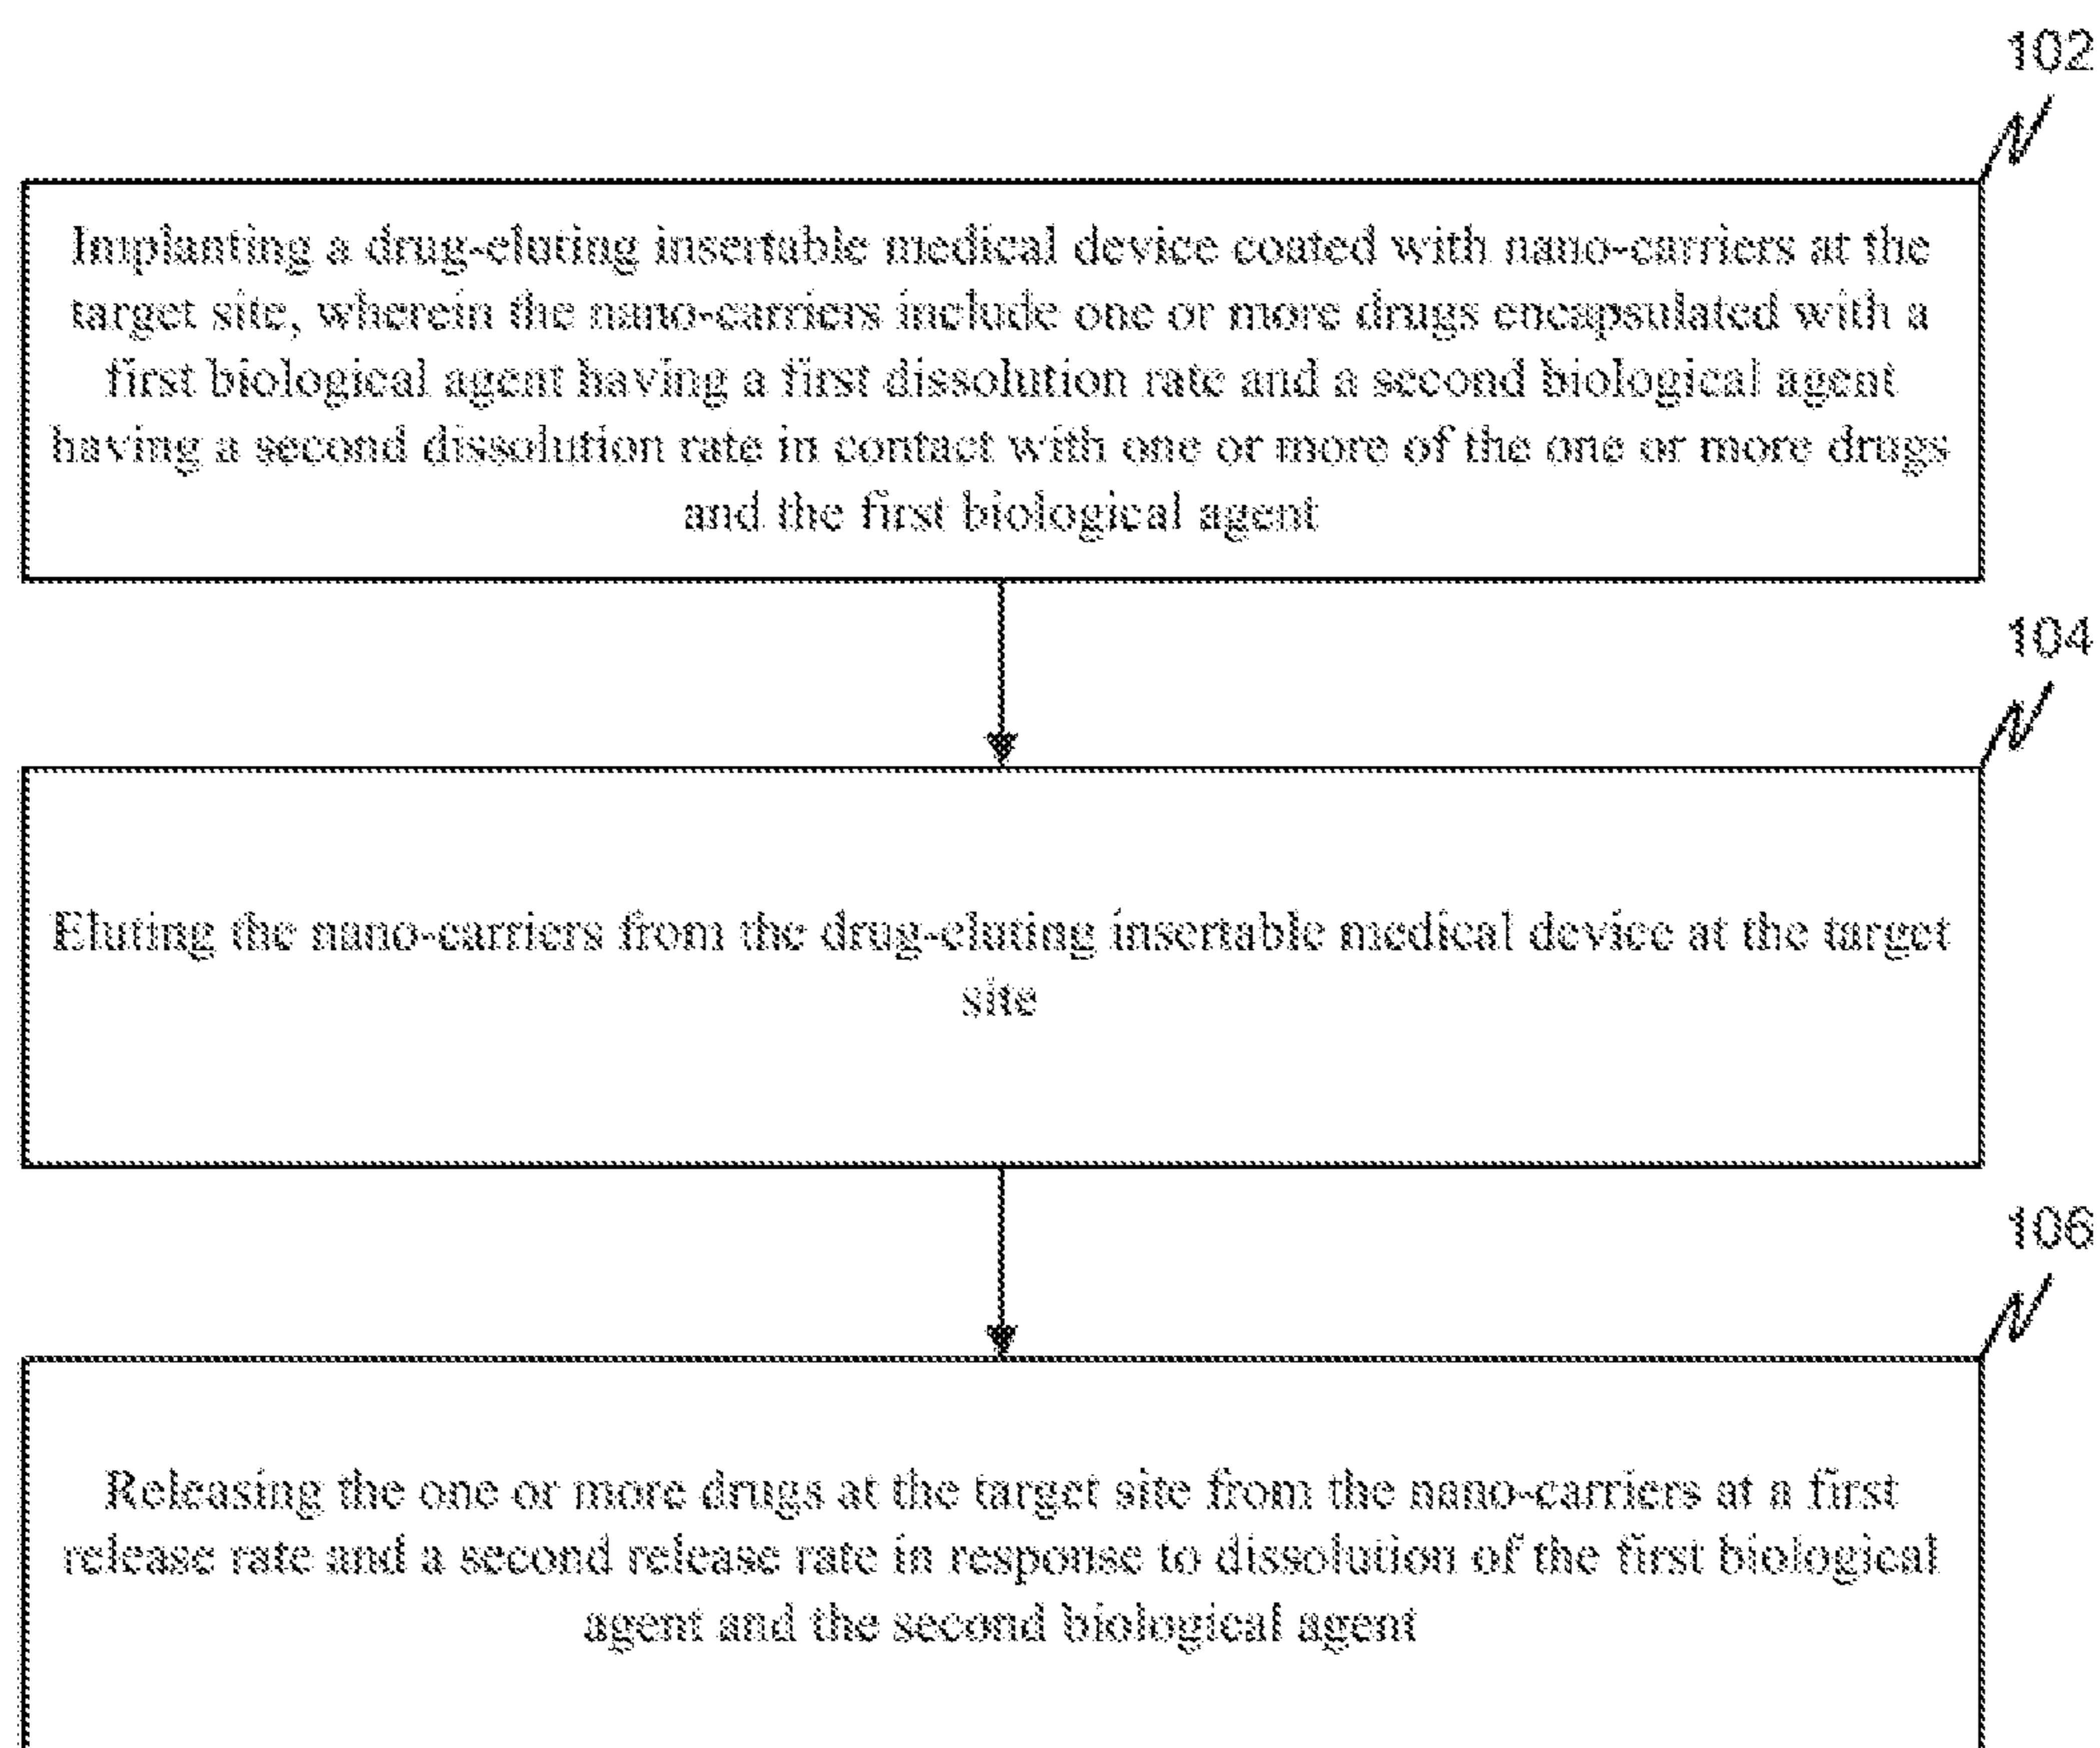 102
Implanting a drug-eluting insertable medical device coated with nano-carriers at the
target site, wherein the nano-carriers include one or more drugs encapsulated with a
first biological agent having a first dissolution rate and a second biological agent
having a second dissolution rate in contact with one or more of the one or more drugs
and the first biological agent
104
Eluting the nano-carriers from the drug-eluting insertable medical device at the target
site
106
Releasing the one or more drugs at the target site from the nano-carriers at a first
release rate and a second release rate in response to dissolution of the first biological
agent and the second biological agent